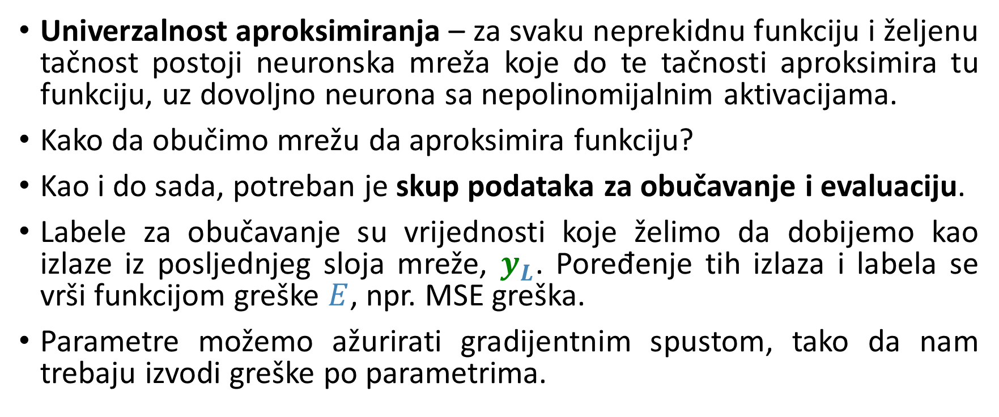 • Univerzalnost aproksimiranja – za svaku neprekidnu funkciju i željenu
tačnost postoji neuronska mreža koje do te tačnosti aproksimira tu
funkciju, uz dovoljno neurona sa nepolinomijalnim aktivacijama.
• Kako da obučimo mrežu da aproksimira funkciju?
• Kao i do sada, potreban je skup podataka za obučavanje i evaluaciju.
• Labele za obučavanje su vrijednosti koje želimo da dobijemo kao
izlaze iz posljednjeg sloja mreže, y_L. Poređenje tih izlaza i labela se
vrši funkcijom greške E, npr. MSE greška.
• Parametre možemo ažurirati gradijentnim spustom, tako da nam
trebaju izvodi greške po parametrima.